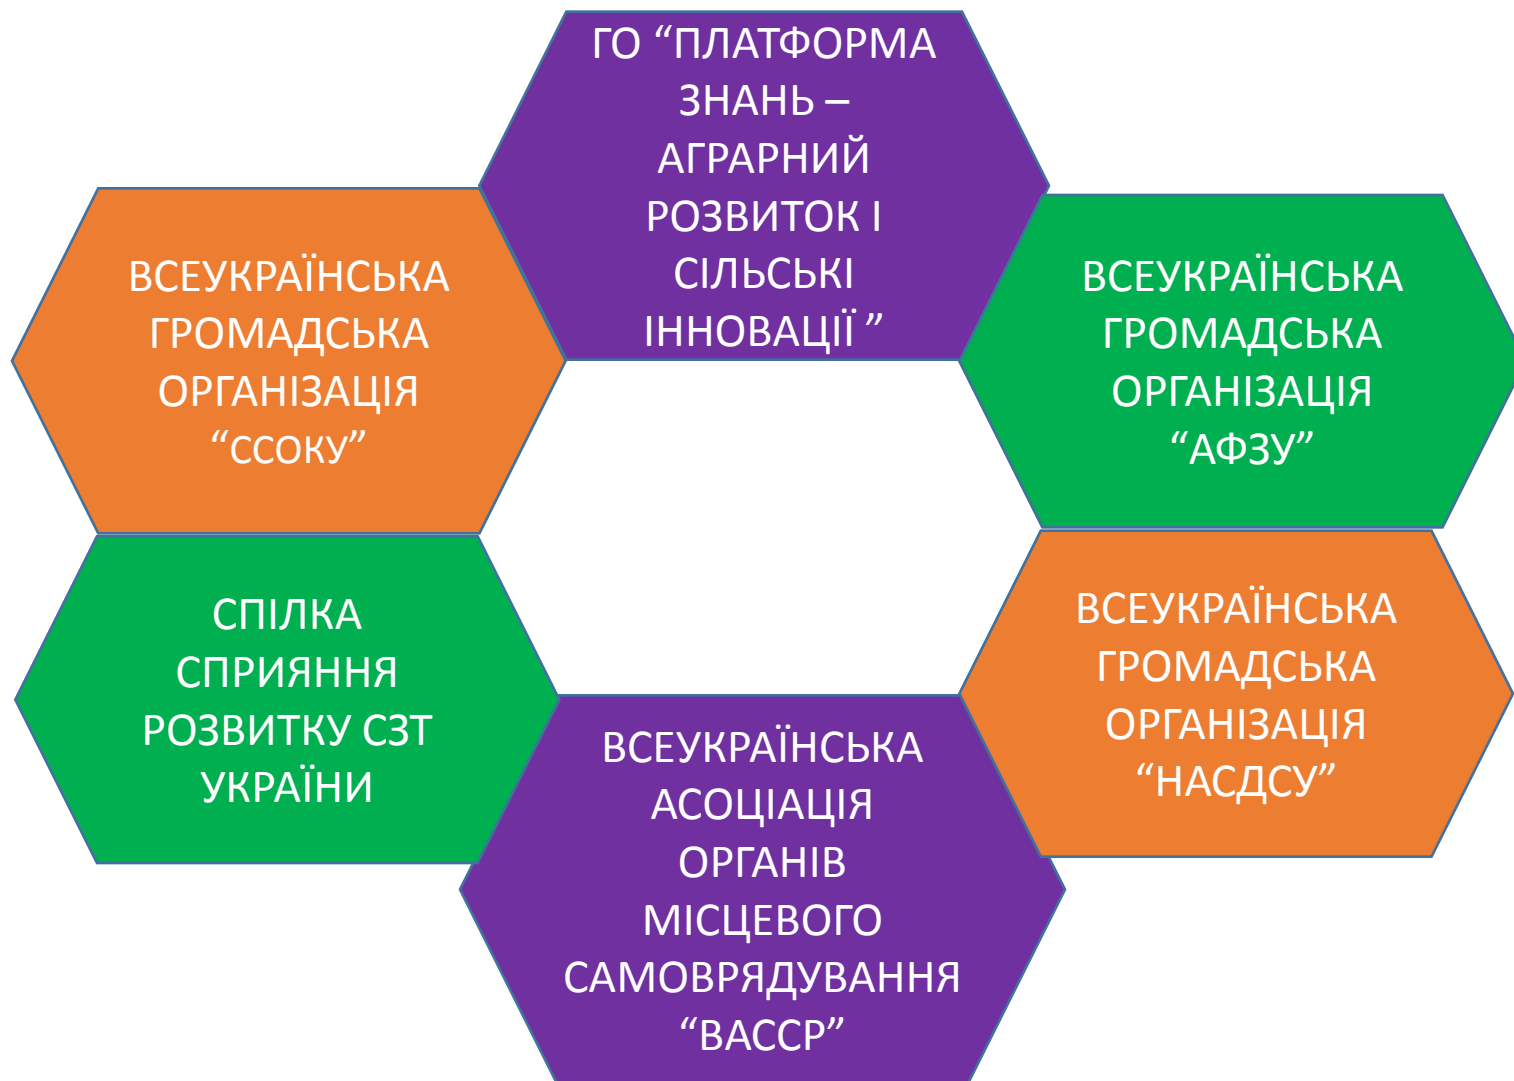 ГО “ПЛАТФОРМА
ЗНАНЬ –
АГРАРНИЙ
РОЗВИТОК І
СІЛЬСЬКІ
ІННОВАЦІЇ ”
ВСЕУКРАЇНСЬКА
ГРОМАДСЬКА
ОРГАНІЗАЦІЯ
“ССОКУ”
ВСЕУКРАЇНСЬКА
ГРОМАДСЬКА
ОРГАНІЗАЦІЯ
“АФЗУ”
СПІЛКА
СПРИЯННЯ
РОЗВИТКУ СЗТ
УКРАЇНИ
ВСЕУКРАЇНСЬКА
ГРОМАДСЬКА
ОРГАНІЗАЦІЯ
“НАСДСУ”
ВСЕУКРАЇНСЬКА
АСОЦІАЦІЯ
ОРГАНІВ
МІСЦЕВОГО
САМОВРЯДУВАННЯ
“ВАССР”